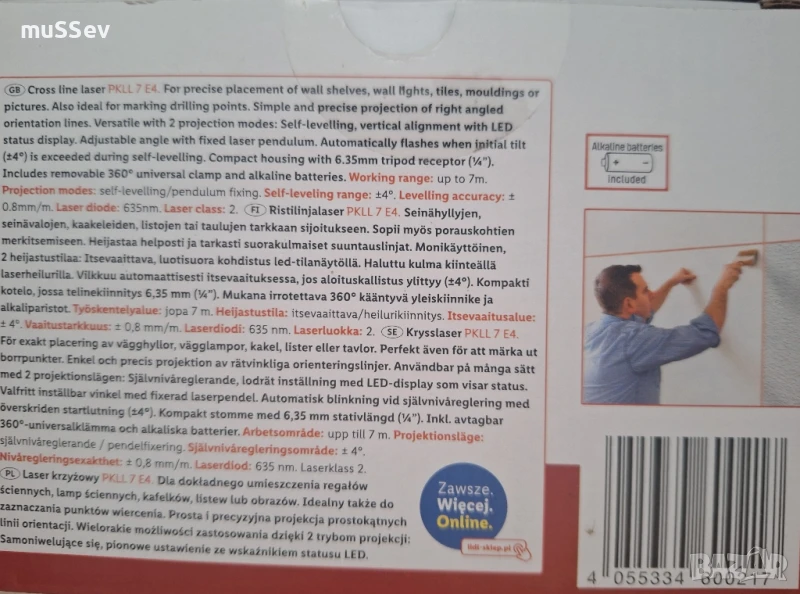 muSSev
GB Cross line laser PKLL 7 E4. For precise placement of wall shelves, wall lights, tiles, mouldings or
pictures. Also ideal for marking drilling points. Simple and precise projection of right angled
orientation lines. Versatile with 2 projection modes: Self-levelling, vertical alignment with LED
status display. Adjustable angle with fixed laser pendulum. Automatically flashes when initial tilt
(±4°) is exceeded during self-levelling. Compact housing with 6.35mm tripod receptor (¼").
Includes removable 360° universal clamp and alkaline batteries. Working range: up to 7m.
Projection modes: self-levelling/pendulum fixing. Self-leveling range: ±4°. Levelling accuracy: ±
0.8mm/m. Laser diode: 635nm. Laser class: 2. FI Ristilinjalaser PKLL 7 E4. Seinähyllyjen,
seinävalojen, kaakeleiden, listojen tai taulujen tarkkaan sijoitukseen. Sopii myös porauskohtien
merkitsemiseen. Heijastaa helposti ja tarkasti suorakulmaiset suuntauslinjat. Monikäyttöinen,
2 heijastustilaa: Itsevaaittava, luotisuora kohdistus led-tilanäytöllä. Haluttu kulma kiinteällä
laserheilurilla. Vilkkuu automaattisesti itsevaaituksessa, jos aloituskallistus ylittyy (±4°). Kompakti
kotelo, jossa telinekiinnitys 6,35 mm (¼"). Mukana irrotettava 360° kääntyvä yleiskiinnike ja
alkaliparistot. Työskentelyalue: jopa 7 m. Heijastustila: itsevaaittava/heilurikiinnitys. Itsevaaitusalue:
± 4°. Vaaitustarkkuus: ± 0,8 mm/m. Laserdiodi: 635 nm. Laserluokka: 2. SE Krysslaser PKLL 7 E4.
För exakt placering av vägghyllor, vägglampor, kakel, lister eller tavlor. Perfekt även för att märka ut
borrpunkter. Enkel och precis projektion av rätvinkliga orienteringslinjer. Användbar på många sätt
med 2 projektionslägen: Självnivåreglerande, lodrät inställning med LED-display som visar status.
Valfritt inställbar vinkel med fixerad laserpendel. Automatisk blinkning vid självnivåreglering med
överskriden startlutning (±4°). Kompakt stomme med 6,35 mm stativlängd (¼"). Inkl. avtagbar
360°-universalklämma och alkaliska batterier. Arbetsområde: upp till 7 m. Projektionsläge:
självnivåreglerande / pendelfixering. Självnivåregleringsområde: ± 4°.
Nivåregleringsexakthet: ± 0,8 mm/m. Laserdiod: 635 nm. Laserklass 2.
PL Laser krzyżowy PKLL 7 E4. Dla dokładnego umieszczenia regałów
ściennych, lamp ściennych, kafelków, listew lub obrazów. Idealny także do
zaznaczania punktów wiercenia. Prosta i precyzyjna projekcja prostokątnych
linii orientacji. Wielorakie możliwości zastosowania dzięki 2 trybom projekcji:
Samoniwelujące się, pionowe ustawienie ze wskaźnikiem statusu LED.
Zawsze.
Więcej.
Online.
lidl-sklep.pl
Alkaline batteries
+ -
included
4 055334 600217
BAZAR